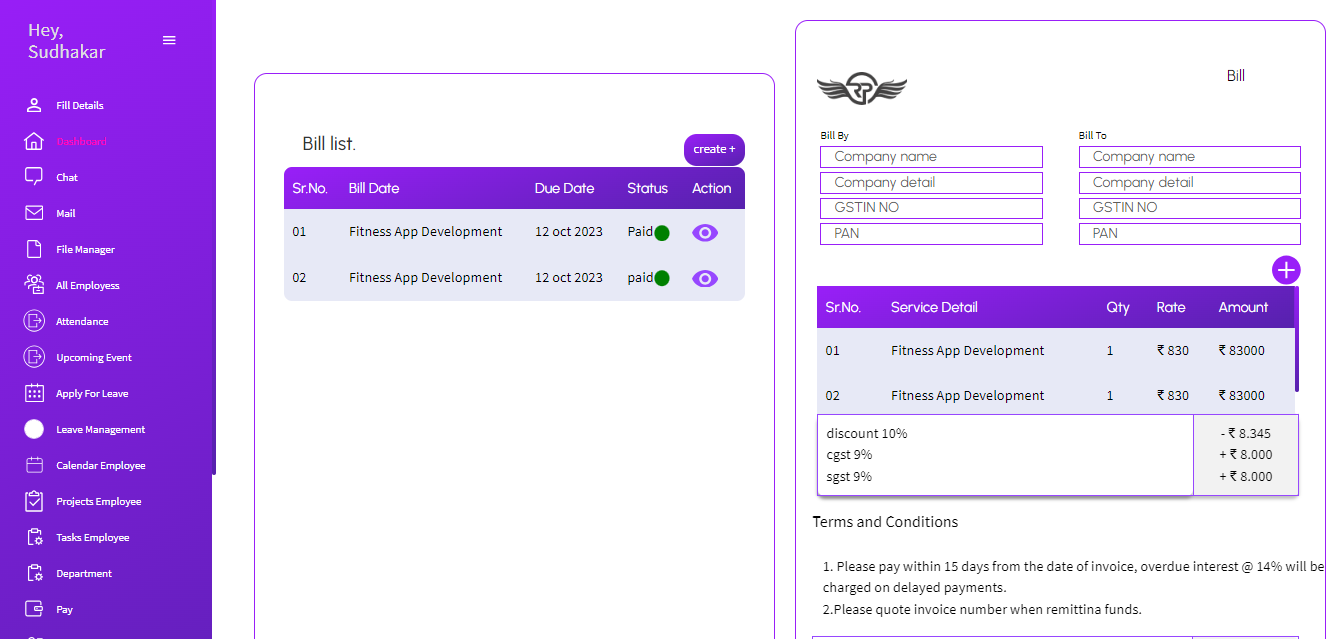 Hey,
Sudhakar
Fill Details
Dashboard
Chat
Mail
File Manager
All Employess
Attendance
Upcoming Event
Apply For Leave
Leave Management
Calendar Employee
Projects Employee
Tasks Employee
Department
Pay
Bill list.
create +
Sr.No. Bill Date Due Date Status Action
01 Fitness App Development 12 oct 2023 Paid
02 Fitness App Development 12 oct 2023 paid
RP
Bill
Bill By
Company name
Company detail
GSTIN NO
PAN
Bill To
Company name
Company detail
GSTIN NO
PAN
Sr.No. Service Detail Qty Rate Amount
01 Fitness App Development 1 ₹ 830 ₹ 83000
02 Fitness App Development 1 ₹ 830 ₹ 83000
discount 10% - ₹ 8.345
cgst 9% + ₹ 8.000
sgst 9% + ₹ 8.000
Terms and Conditions
1. Please pay within 15 days from the date of invoice, overdue interest @ 14% will be
charged on delayed payments.
2.Please quote invoice number when remittina funds.